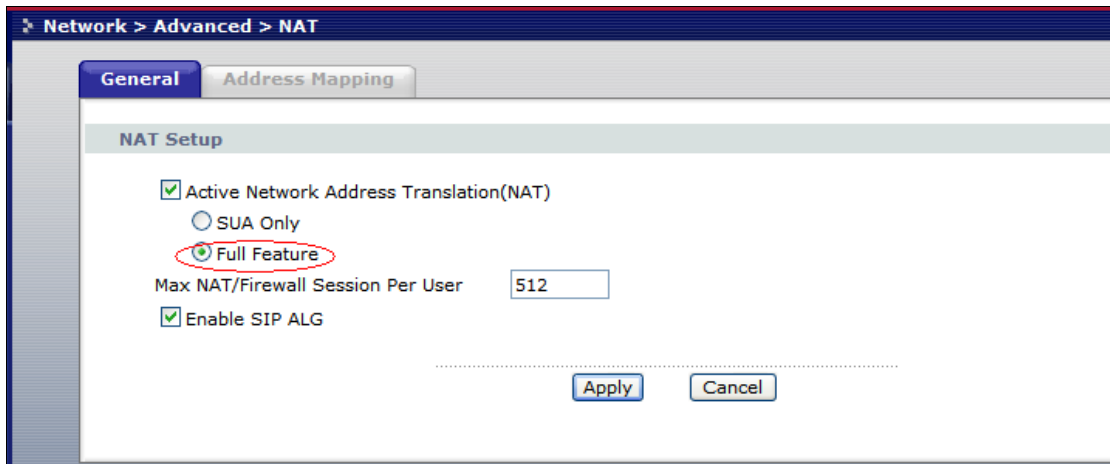 Network > Advanced > NAT
General
Address Mapping
NAT Setup
Active Network Address Translation(NAT)
SUA Only
Full Feature
Max NAT/Firewall Session Per User 512
Enable SIP ALG
Apply Cancel